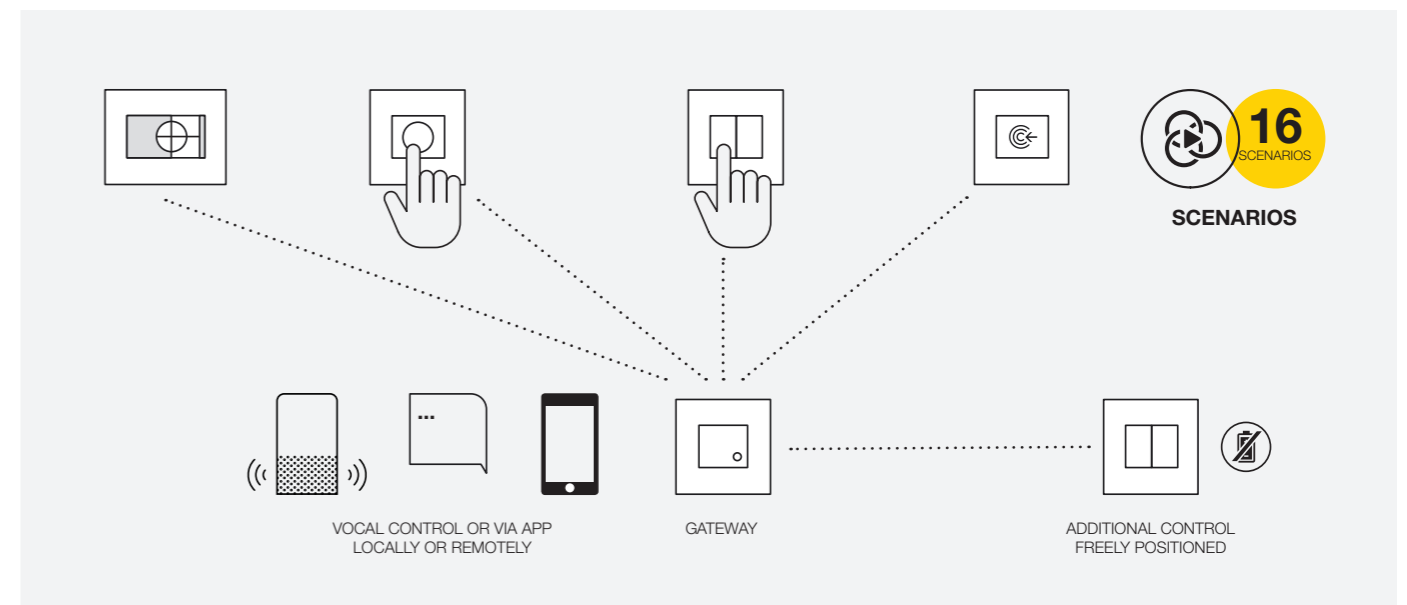 16
SCENARIOS
SCENARIOS
...
VOCAL CONTROL OR VIA APP
LOCALLY OR REMOTELY
GATEWAY
ADDITIONAL CONTROL
FREELY POSITIONED